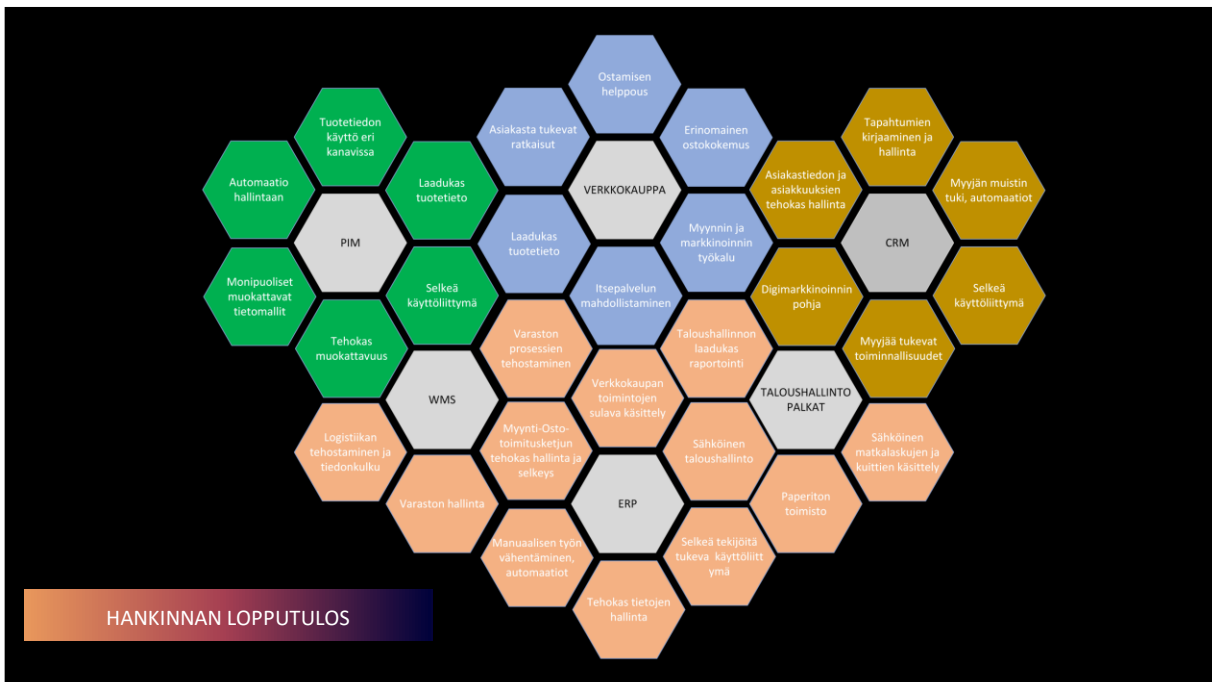 Ostamisen
helppous
Tuotetiedon
käyttö eri
kanavissa
Asiakasta tukevat
ratkaisut
Erinomainen
ostokokemus
Tapahtumien
kirjaaminen ja
hallinta
Automaatio
hallintaan
Laadukas
tuotetieto
VERKKOKAUPPA
Asiakastiedon ja
asiakkuuksien
tehokas hallinta
Myyjän muistin
tuki, automaatiot
PIM
Laadukas
tuotetieto
Myynnin ja
markkinoinnin
työkalu
CRM
Monipuoliset
muokattavat
tietomallit
Selkeä
käyttöliittymä
Itsepalvelun
mahdollistaminen
Digimarkkinoinnin
pohja
Selkeä
käyttöliittymä
Tehokas
muokattavuus
Varaston
prosessien
tehostaminen
Taloushallinnon
laadukas
raportointi
Myyjää tukevat
toiminnallisuudet
WMS
Verkkokaupan
toimintojen
sulava käsittely
TALOUSHALLINTO
PALKAT
Logistiikan
tehostaminen ja
tiedonkulku
Myynti-Osto-
toimitusketjun
tehokas hallinta ja
selkeys
Sähköinen
taloushallinto
Sähköinen
matkalaskujen ja
kuittien käsittely
Varaston hallinta
ERP
Paperiton
toimisto
Manuaalisen työn
vähentäminen,
automaatiot
Selkeä tekijöitä
tukeva käyttöliitt
ymä
Tehokas tietojen
hallinta
HANKINNAN LOPPUTULOS